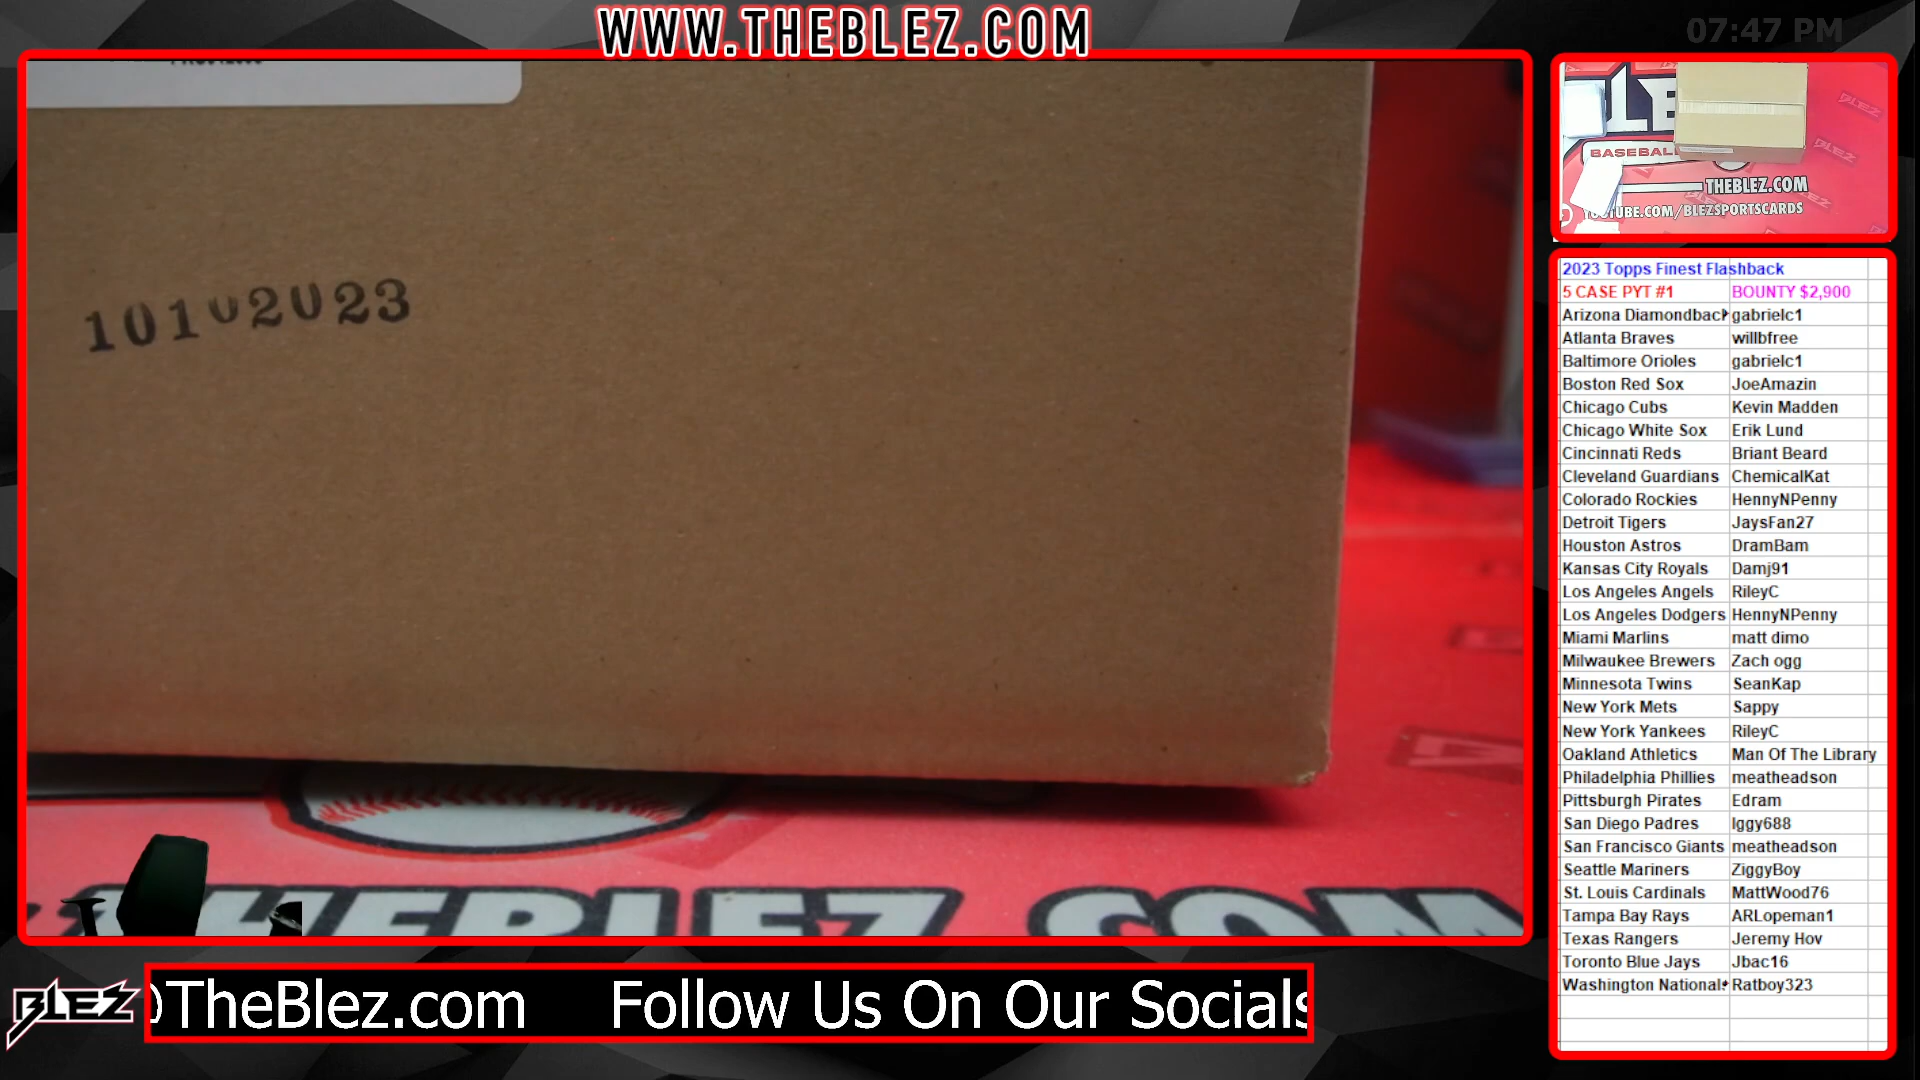 WWW.THEBLEZ.COM
07:47 PM
10102023
THEBLEZ.COM
BLEZ
TheBlez.com Follow Us On Our Socials
BLEZ
BASEBALL
BLEZ
THEBLEZ.COM
YOUTUBE.COM/BLEZSPORTSCARDS
2023 Topps Finest Flashback
5 CASE PYT #1 BOUNTY $2,900
Arizona Diamondback gabrielc1
Atlanta Braves willbfree
Baltimore Orioles gabrielc1
Boston Red Sox JoeAmazin
Chicago Cubs Kevin Madden
Chicago White Sox Erik Lund
Cincinnati Reds Briant Beard
Cleveland Guardians ChemicalKat
Colorado Rockies HennyNPenny
Detroit Tigers JaysFan27
Houston Astros DramBam
Kansas City Royals Damj91
Los Angeles Angels RileyC
Los Angeles Dodgers HennyNPenny
Miami Marlins matt dimo
Milwaukee Brewers Zach ogg
Minnesota Twins SeanKap
New York Mets Sappy
New York Yankees RileyC
Oakland Athletics Man Of The Library
Philadelphia Phillies meatheadson
Pittsburgh Pirates Edram
San Diego Padres Iggy688
San Francisco Giants meatheadson
Seattle Mariners ZiggyBoy
St. Louis Cardinals MattWood76
Tampa Bay Rays ARLopeman1
Texas Rangers Jeremy Hov
Toronto Blue Jays Jbac16
Washington Nationals Ratboy323